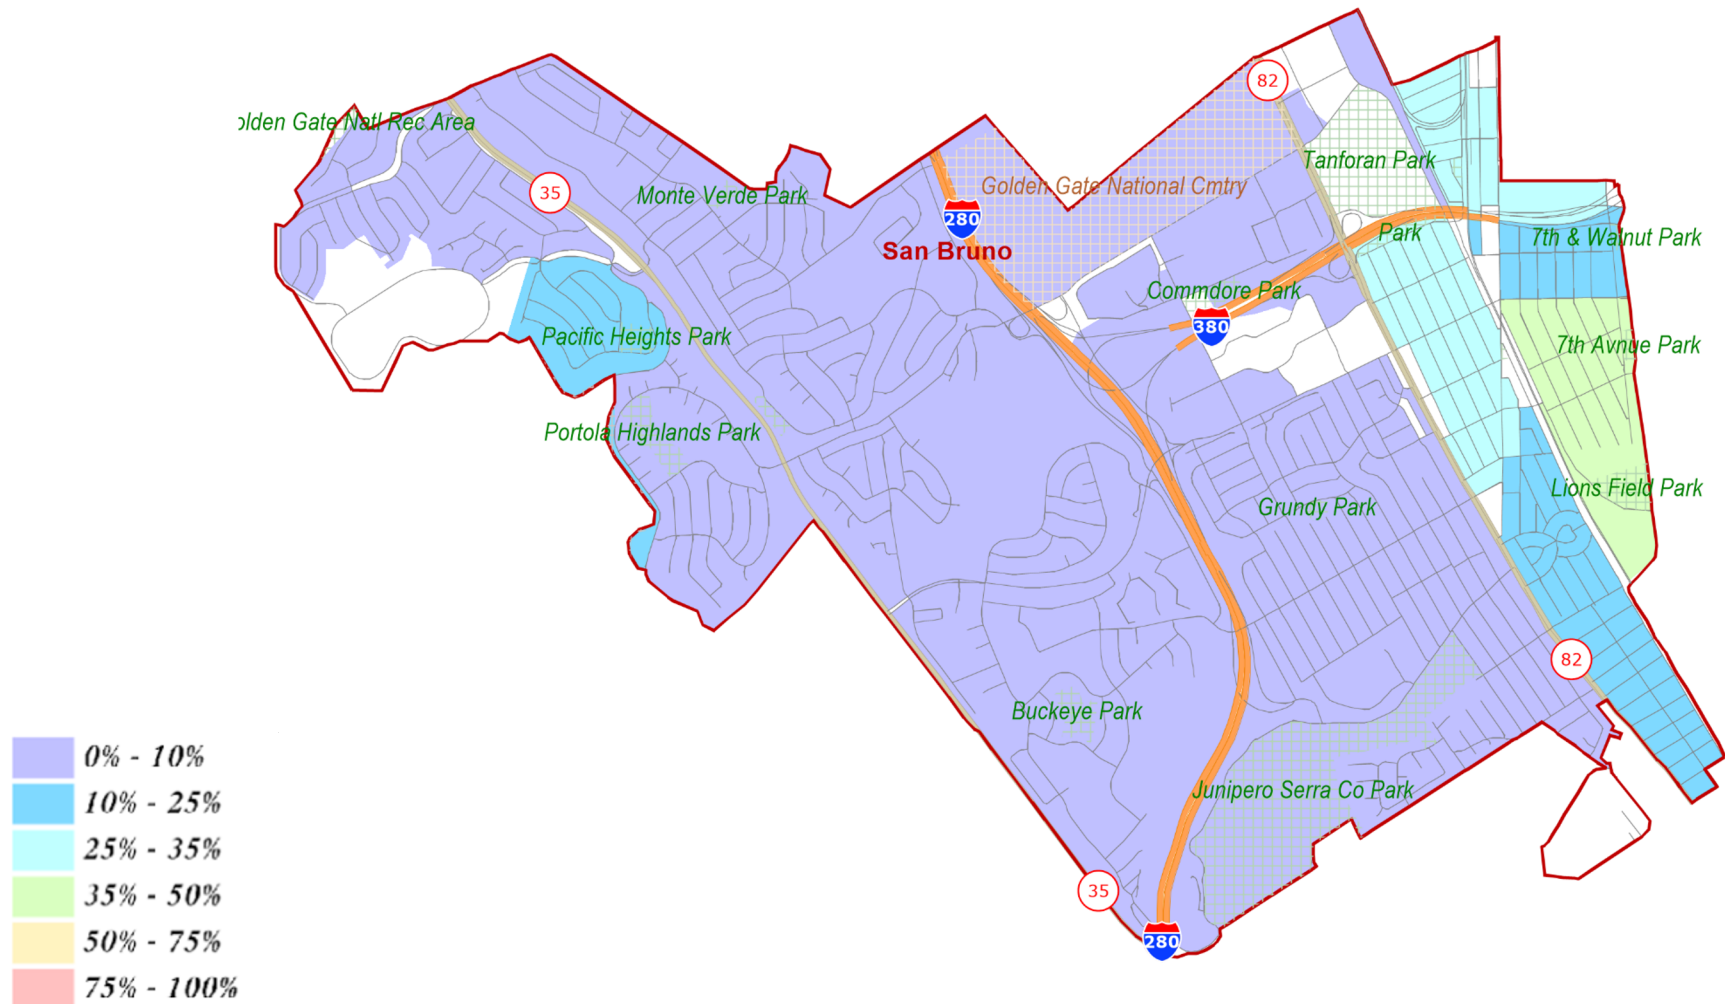 82
olden Gate Natl Rec Area
Tanforan Park
Golden Gate National Cmtry
35
Monte Verde Park
280
Park
7th & Walnut Park
San Bruno
Commdore Park
380
Pacific Heights Park
7th Avnue Park
Portola Highlands Park
Lions Field Park
Grundy Park
82
Buckeye Park
0% - 10%
Junipero Serra Co Park
10% - 25%
25% - 35%
35% - 50%
35
50% - 75%
280
75% - 100%